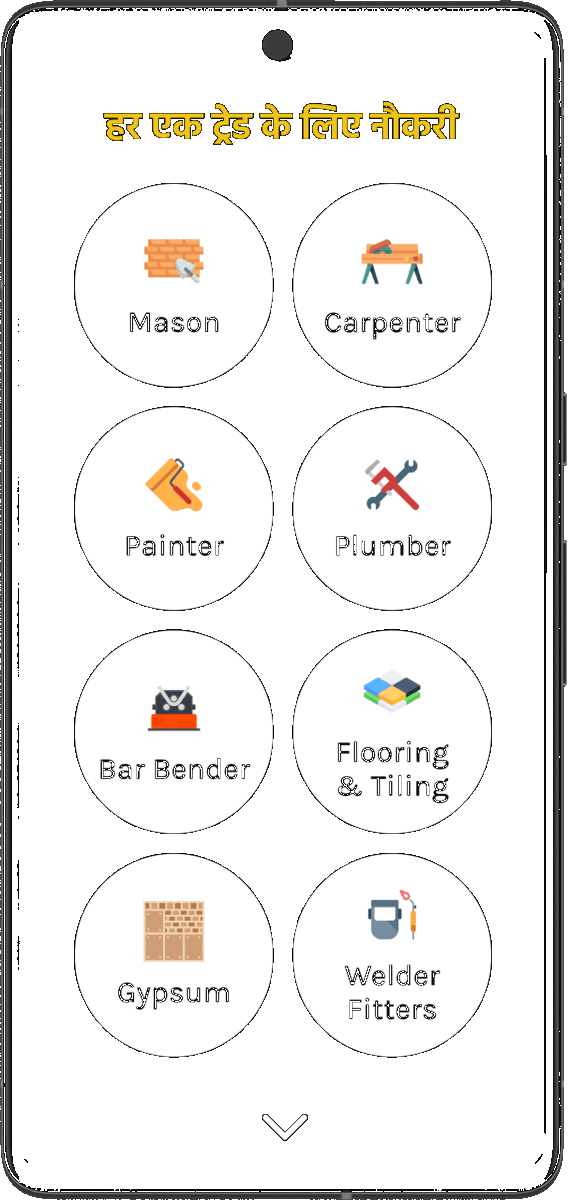 हर एक ट्रेड के लिए नौकरी
Mason
Carpenter
Painter
Plumber
Bar Bender
Flooring
& Tiling
Gypsum
Welder
Fitters